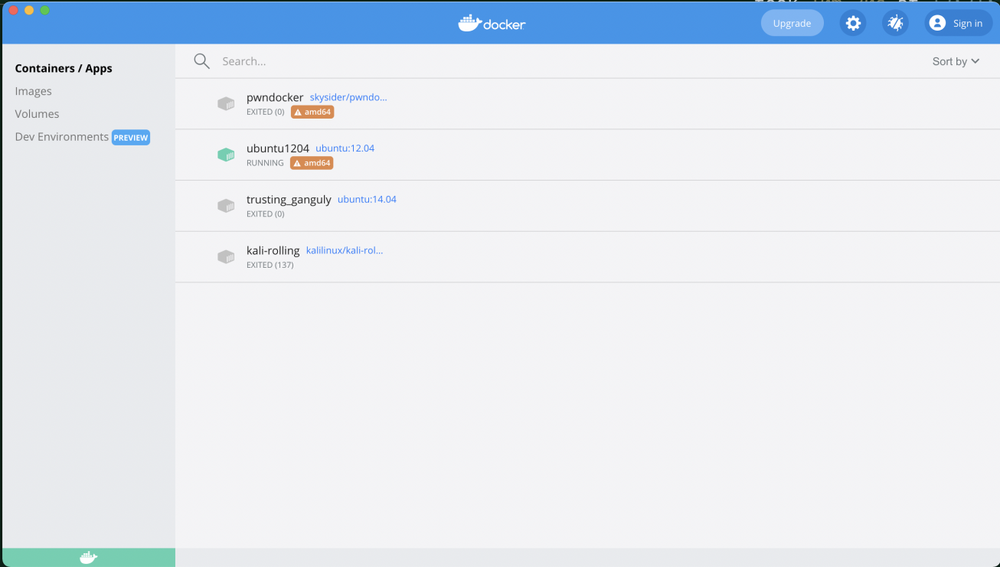 docker
Upgrade
Sign in
Containers / Apps
Images
Volumes
Dev Environments PREVIEW
Search...
Sort by
pwndocker skysider/pwndo...
EXITED (0) amd64
ubuntu1204 ubuntu:12.04
RUNNING amd64
trusting_ganguly ubuntu:14.04
EXITED (0)
kali-rolling kalilinux/kali-rol...
EXITED (137)